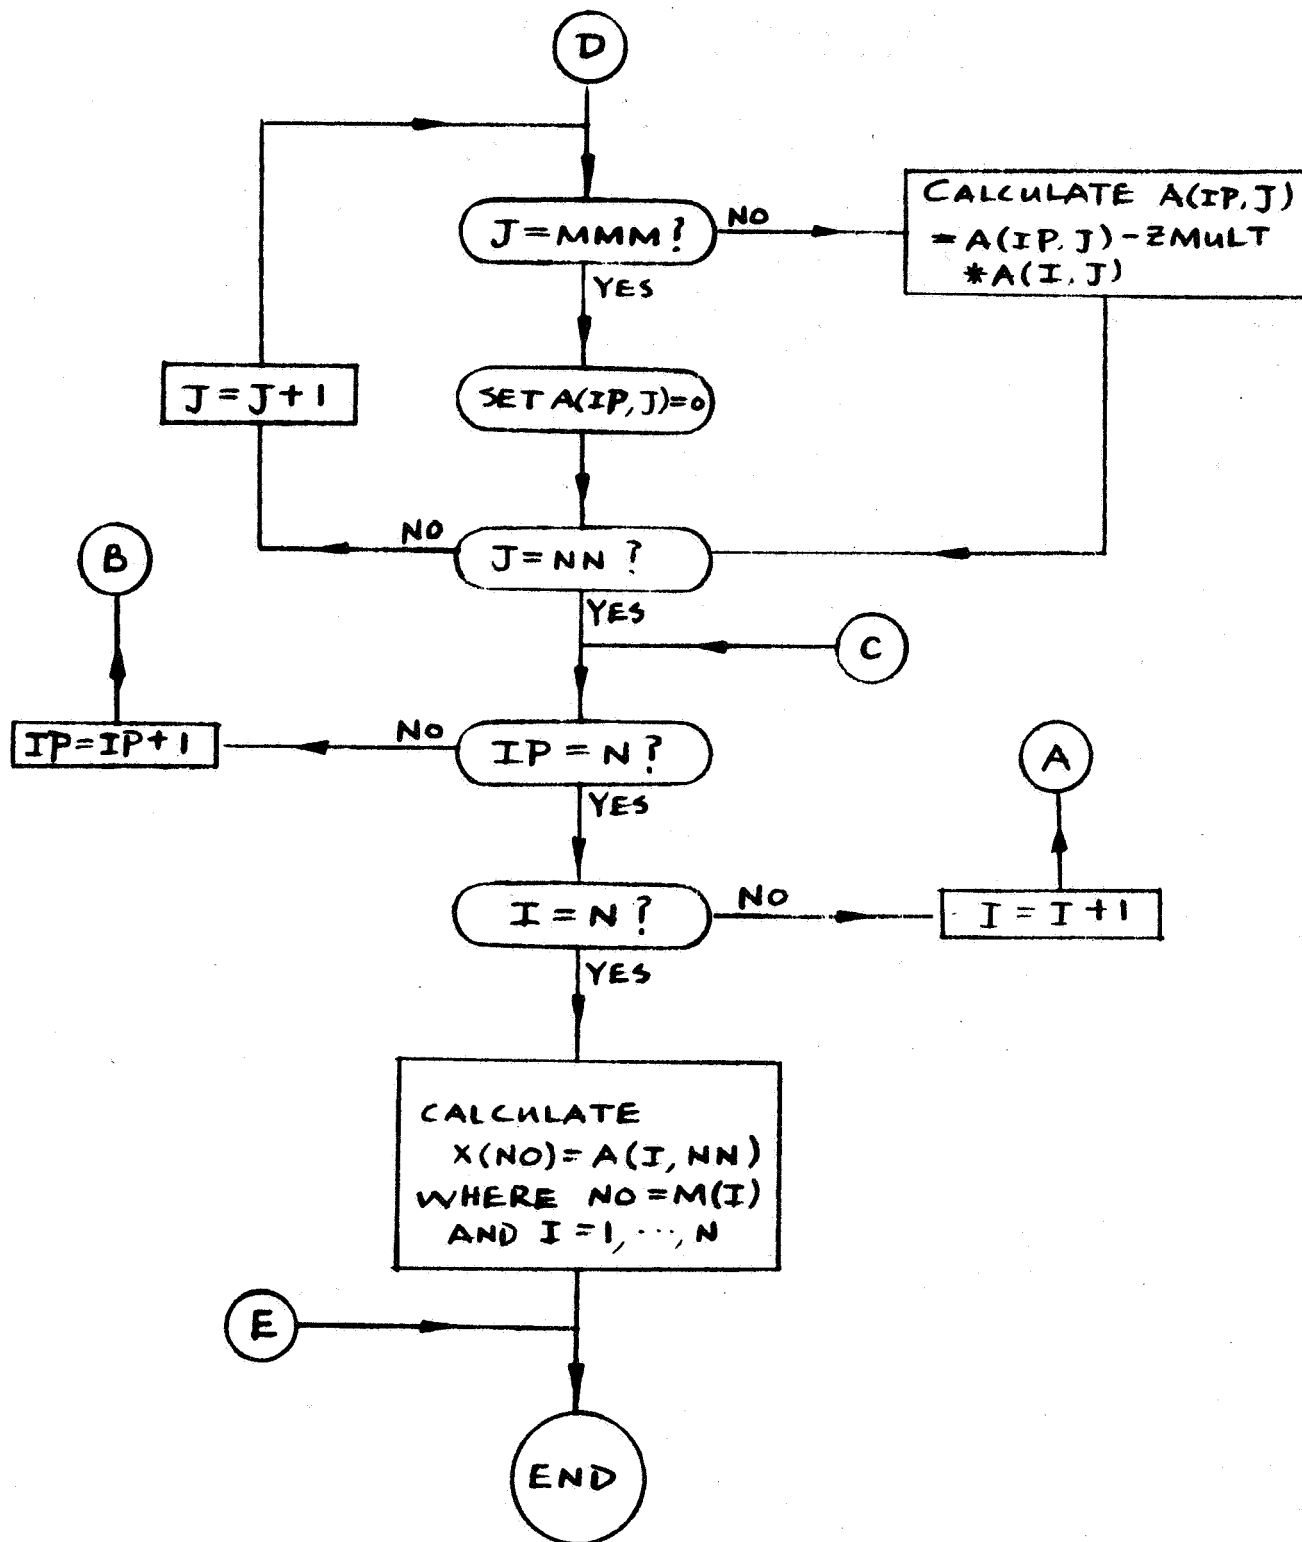 D
J=MMM?
NO
CALCULATE A(IP,J)
=A(IP,J)-ZMULT
*A(I,J)
YES
J=J+1
SET A(IP,J)=0
NO
J=NN ?
B
YES
C
IP=IP+1
NO
IP = N ?
A
YES
I = N ?
NO
I = I +1
YES
CALCULATE
X(NO)=A(I,NN)
WHERE NO=M(I)
AND I=1,...,N
E
END